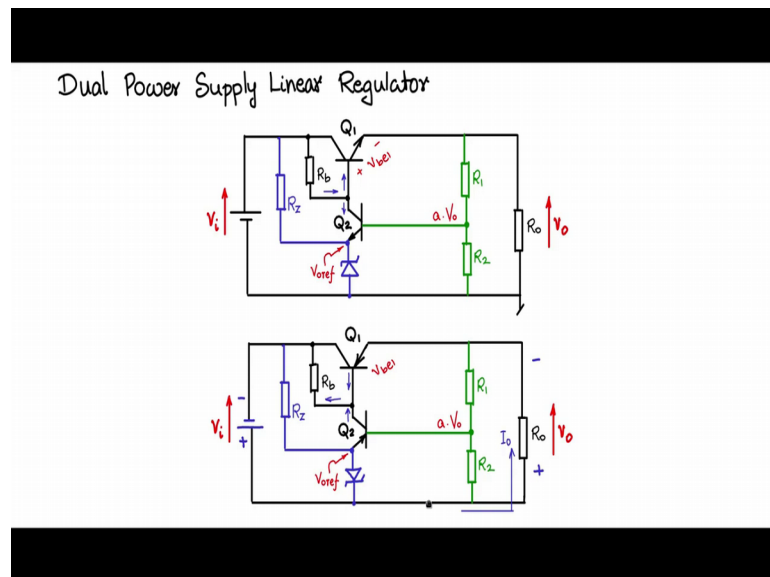 Dual Power Supply Linear Regulator
Q1
- 
+ Vbe1
Rb
R1
Rz
Vi
Q2
a.Vo
Ro
Vo
Voref
R2
Q1
Vbe1
-
-
Rb
R1
Rz
Vi
+
Q2
a.Vo
Io
Ro
Vo
Voref
R2
+